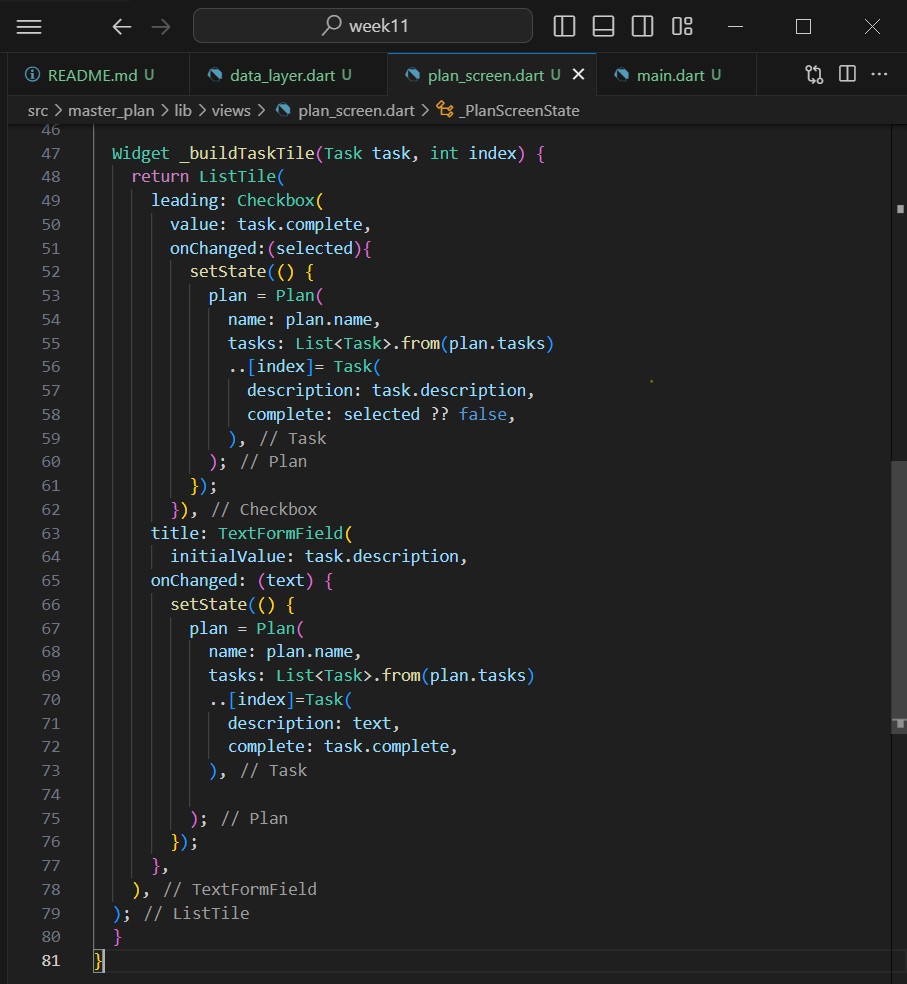 week11
README.md U
data_layer.dart U
plan_screen.dart U
main.dart U
src > master_plan > lib > views > plan_screen.dart > _PlanScreenState
46
47 Widget _buildTaskTile(Task task, int index) {
48 return ListTile(
49 leading: Checkbox(
50 value: task.complete,
51 onChanged:(selected){
52 setState(() {
53 plan = Plan(
54 name: plan.name,
55 tasks: List<Task>.from(plan.tasks)
56 ..[index]= Task(
57 description: task.description,
58 complete: selected ?? false,
59 ), // Task
60 ); // Plan
61 });
62 }), // Checkbox
63 title: TextFormField(
64 initialValue: task.description,
65 onChanged: (text) {
66 setState(() {
67 plan = Plan(
68 name: plan.name,
69 tasks: List<Task>.from(plan.tasks)
70 ..[index]=Task(
71 description: text,
72 complete: task.complete,
73 ), // Task
74
75 ); // Plan
76 });
77 },
78 ), // TextFormField
79 ); // ListTile
80 }
81 }